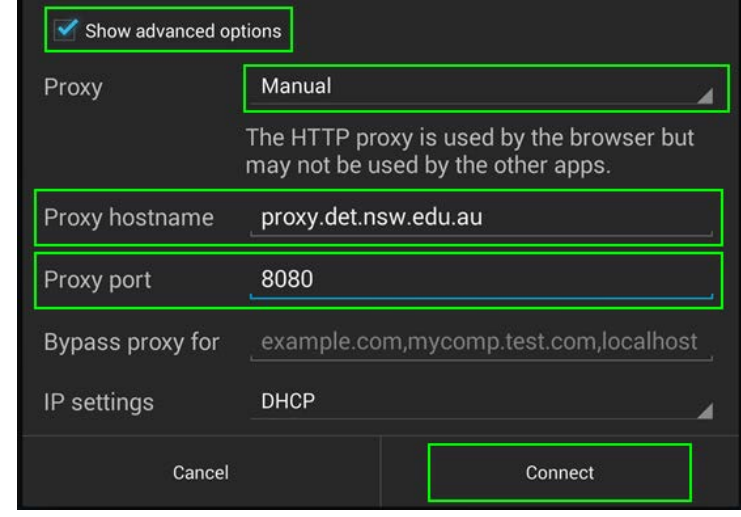 Show advanced options
Proxy Manual
The HTTP proxy is used by the browser but
may not be used by the other apps.
Proxy hostname proxy.det.nsw.edu.au
Proxy port 8080
Bypass proxy for example.com,mycomp.test.com,localhost
IP settings DHCP
Cancel Connect